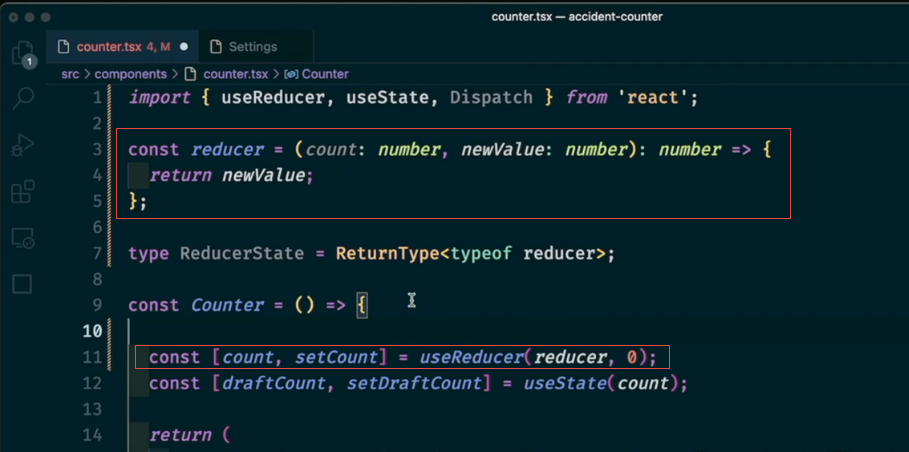 counter.tsx — accident-counter
counter.tsx 4, M
Settings
src > components > counter.tsx > Counter
1
1 import { useReducer, useState, Dispatch } from 'react';
2
3 const reducer = (count: number, newValue: number): number => {
4 return newValue;
5 };
6
7 type ReducerState = ReturnType<typeof reducer>;
8
9 const Counter = () => {
10
11 const [count, setCount] = useReducer(reducer, 0);
12 const [draftCount, setDraftCount] = useState(count);
13
14 return (